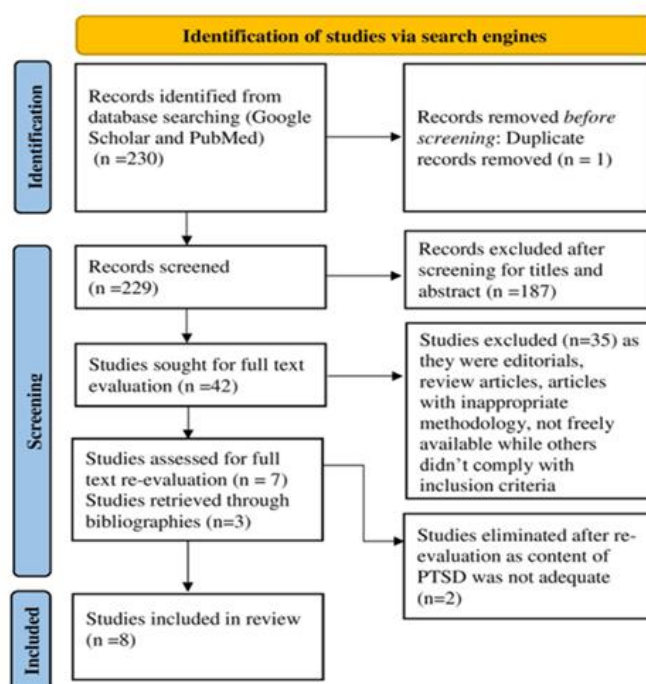 Identification of studies via search engines
Identification
Records identified from
database searching (Google
Scholar and PubMed)
(n =230)
Records removed before
screening: Duplicate
records removed (n = 1)
Screening
Records screened
(n =229)
Records excluded after
screening for titles and
abstract (n =187)
Studies sought for full text
evaluation (n =42)
Studies excluded (n=35) as
they were editorials,
review articles, articles
with inappropriate
methodology, not freely
available while others
didn't comply with
inclusion criteria
Studies assessed for full
text re-evaluation (n = 7)
Studies retrieved through
bibliographies (n=3)
Studies eliminated after re-
evaluation as content of
PTSD was not adequate
(n=2)
Included
Studies included in review
(n =8)